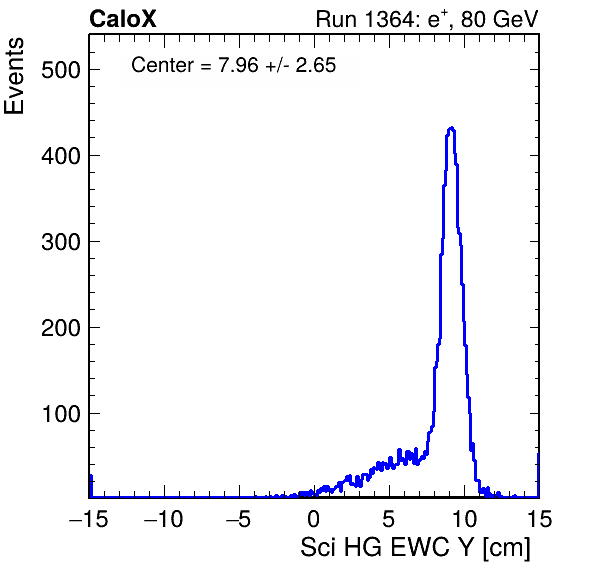 CaloX Run 1364: e⁺, 80 GeV
Center = 7.96 +/- 2.65
Events
500
400
300
200
100
−15 −10 −5 0 5 10 15
Sci HG EWC Y [cm]